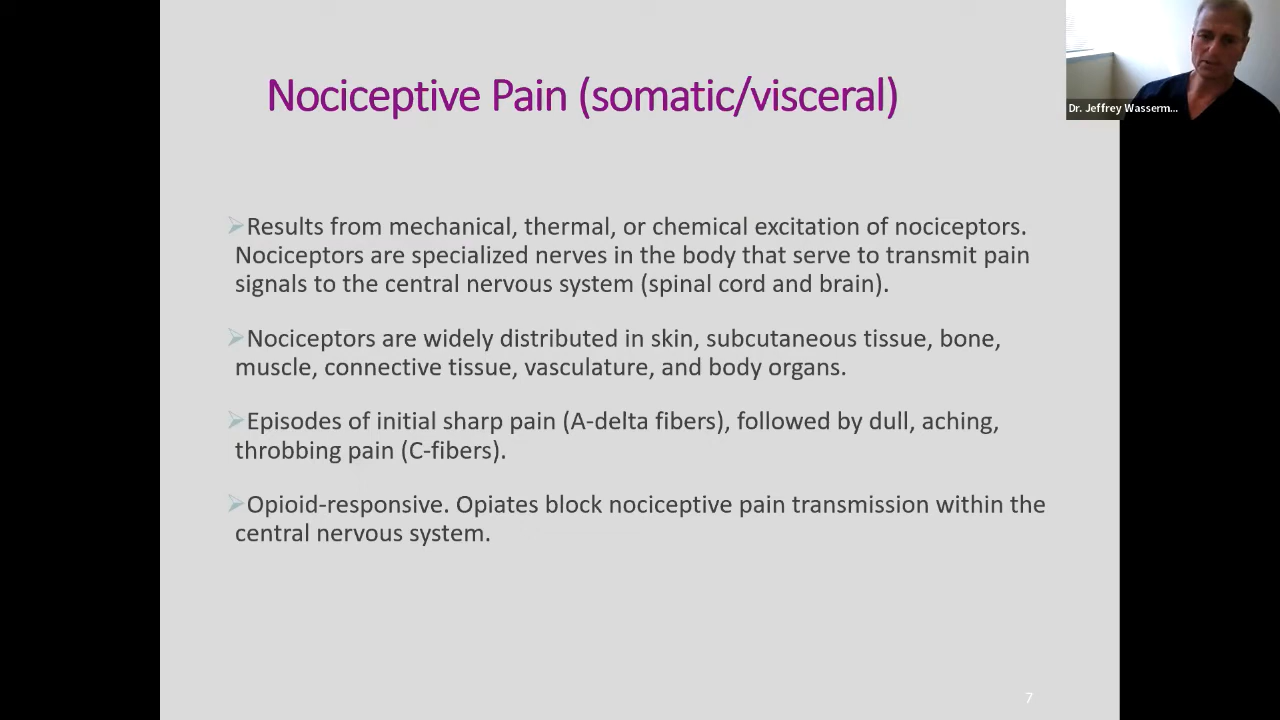 Nociceptive Pain (somatic/visceral)
Dr. Jeffrey Wasserm...
➢Results from mechanical, thermal, or chemical excitation of nociceptors.
Nociceptors are specialized nerves in the body that serve to transmit pain
signals to the central nervous system (spinal cord and brain).
➢Nociceptors are widely distributed in skin, subcutaneous tissue, bone,
muscle, connective tissue, vasculature, and body organs.
➢Episodes of initial sharp pain (A-delta fibers), followed by dull, aching,
throbbing pain (C-fibers).
➢Opioid-responsive. Opiates block nociceptive pain transmission within the
central nervous system.
7